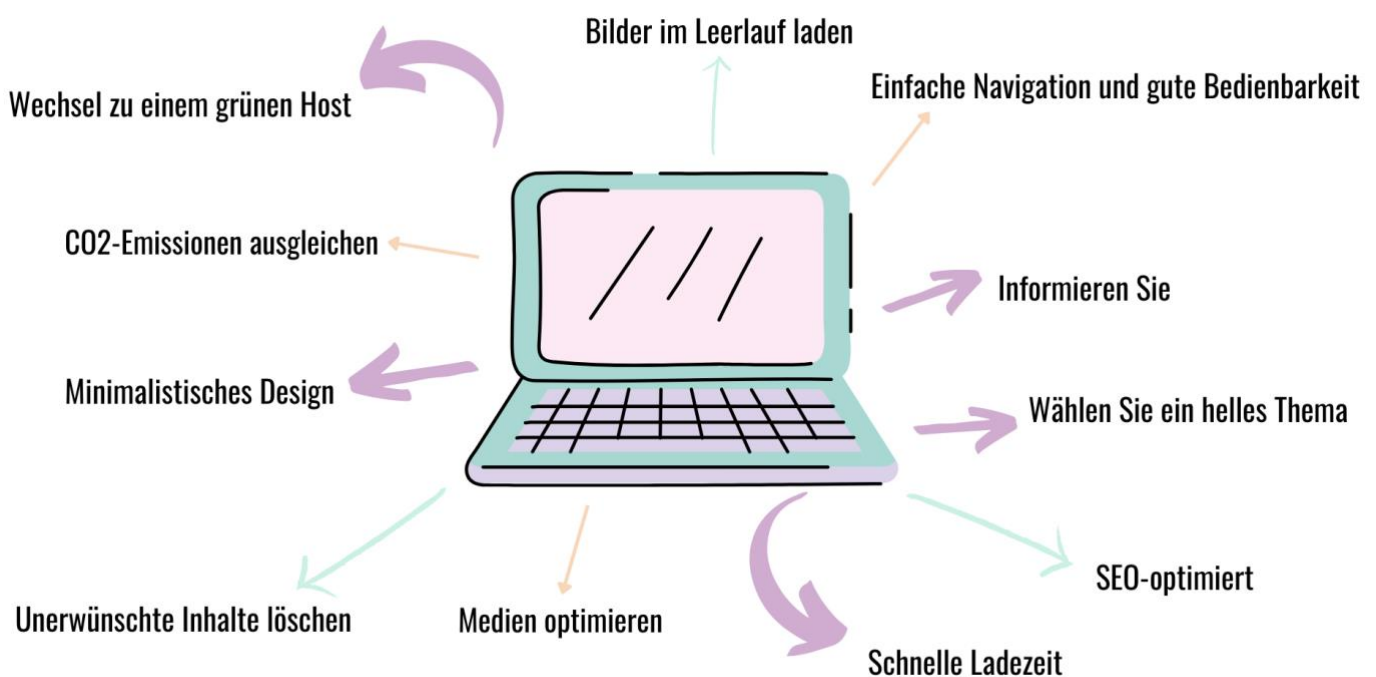 Bilder im Leerlauf laden
Einfache Navigation und gute Bedienbarkeit
Wechsel zu einem grünen Host
CO2-Emissionen ausgleichen
Informieren Sie
Minimalistisches Design
Wählen Sie ein helles Thema
SEO-optimiert
Unerwünschte Inhalte löschen
Medien optimieren
Schnelle Ladezeit